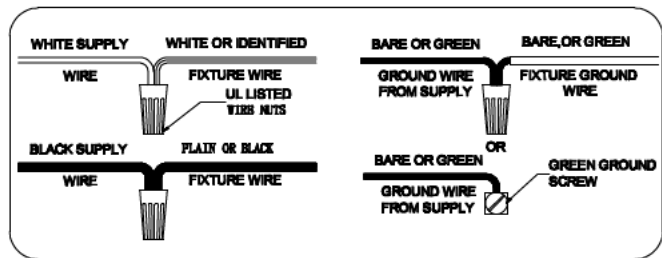 WHITE SUPPLY
WIRE
WHITE OR IDENTIFIED
FIXTURE WIRE
UL LISTED
WIRE NUTS
BLACK SUPPLY
WIRE
PLAIN OR BLACK
FIXTURE WIRE
BARE OR GREEN
GROUND WIRE
FROM SUPPLY
BARE,OR GREEN
FIXTURE GROUND
WIRE
OR
BARE OR GREEN
GROUND WIRE
FROM SUPPLY
GREEN GROUND
SCREW